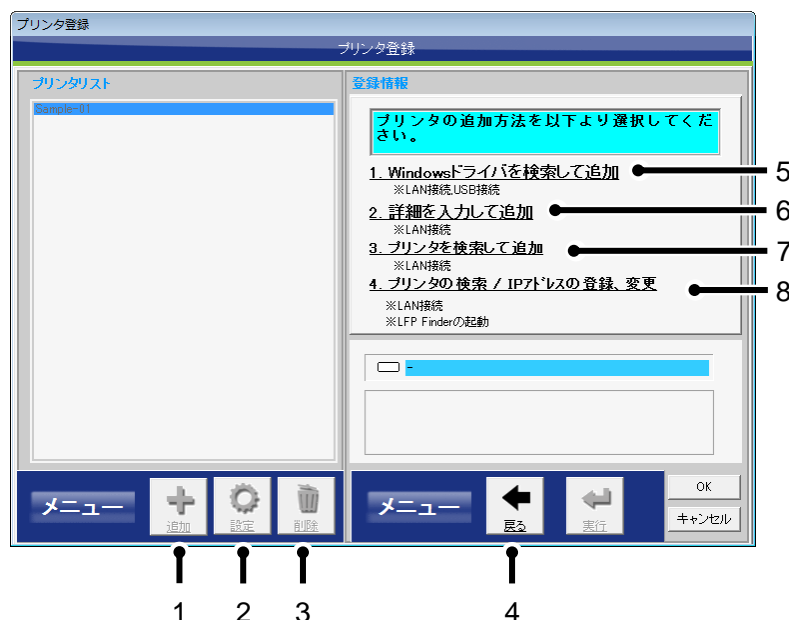 プリンタ登録
プリンタ登録
プリンタリスト
Sample-01
登録情報
プリンタの追加方法を以下より選択してくだ
さい。
1. Windowsドライバを検索して追加
※LAN接続,USB接続
5
2. 詳細を入力して追加
※LAN接続
6
3. プリンタを検索して追加
※LAN接続
7
4. プリンタの検索 / IPアドレスの登録、変更
※LAN接続
※LFP Finderの起動
8
-
メニュー
追加
設定
削除
メニュー
戻る
実行
OK
キャンセル
1 2 3 4